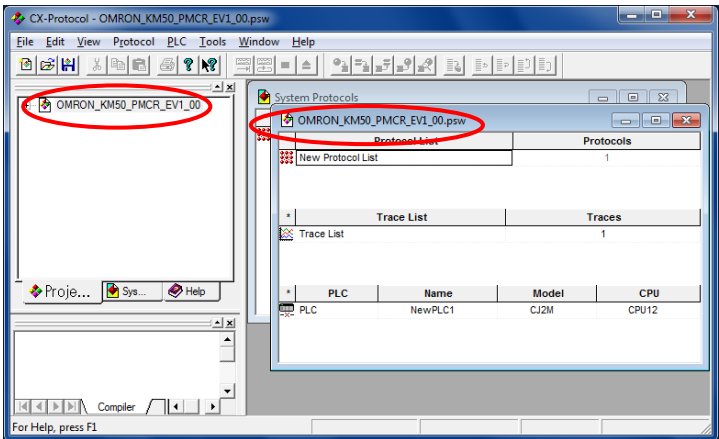 CX-Protocol - OMRON_KM50_PMCR_EV1_00.psw
File Edit View Protocol PLC Tools Window Help
OMRON_KM50_PMCR_EV1_00
System Protocols
OMRON_KM50_PMCR_EV1_00.psw
Protocol List Protocols
New Protocol List 1
* Trace List Traces
Trace List 1
* PLC Name Model CPU
PLC NewPLC1 CJ2M CPU12
Proje... Sys... Help
Compiler
For Help, press F1